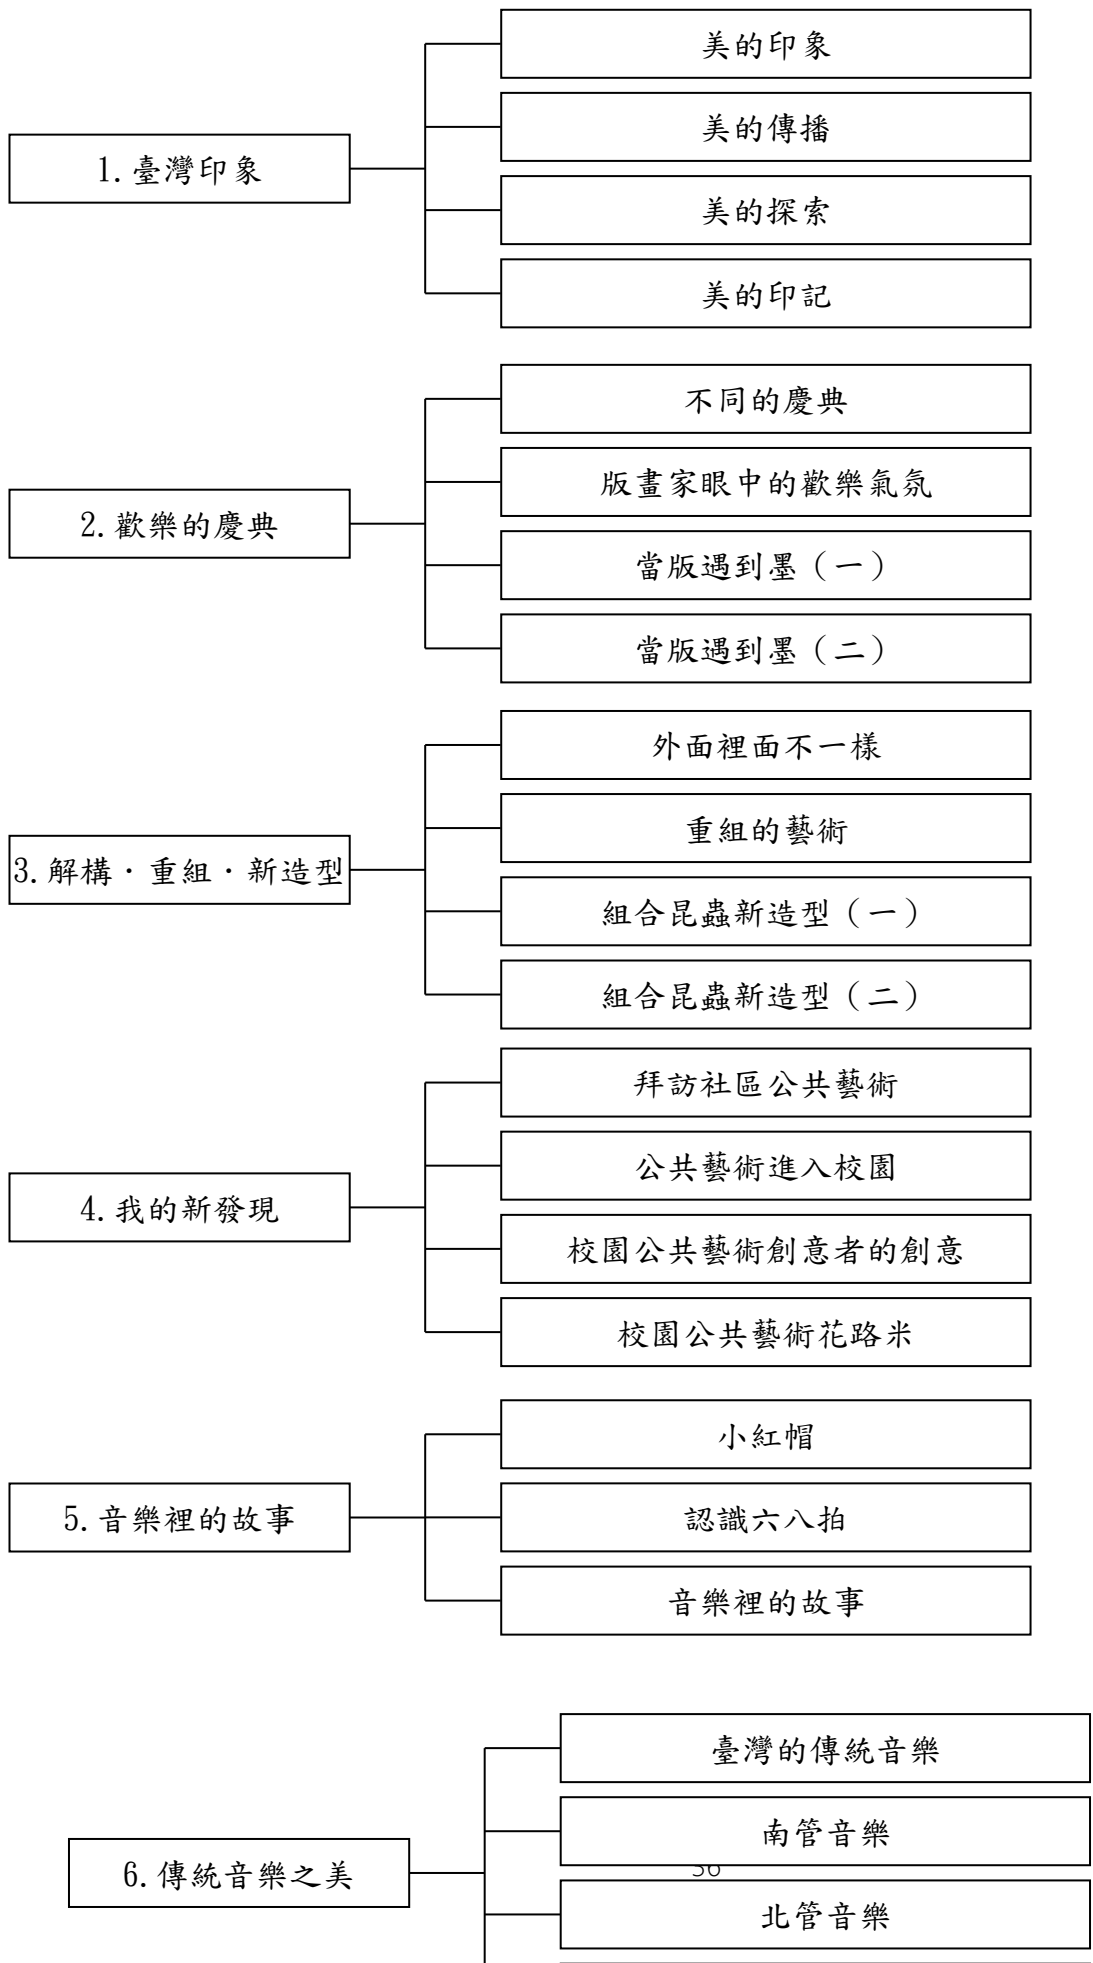 1.臺灣印象
美的印象
美的傳播
美的探索
美的印記
2.歡樂的慶典
不同的慶典
版畫家眼中的歡樂氣氛
當版遇到墨（一）
當版遇到墨（二）
3.解構．重組．新造型
外面裡面不一樣
重組的藝術
組合昆蟲新造型（一）
組合昆蟲新造型（二）
4.我的新發現
拜訪社區公共藝術
公共藝術進入校園
校園公共藝術創意者的創意
校園公共藝術花路米
5.音樂裡的故事
小紅帽
認識六八拍
音樂裡的故事
6.傳統音樂之美
臺灣的傳統音樂
南管音樂
北管音樂